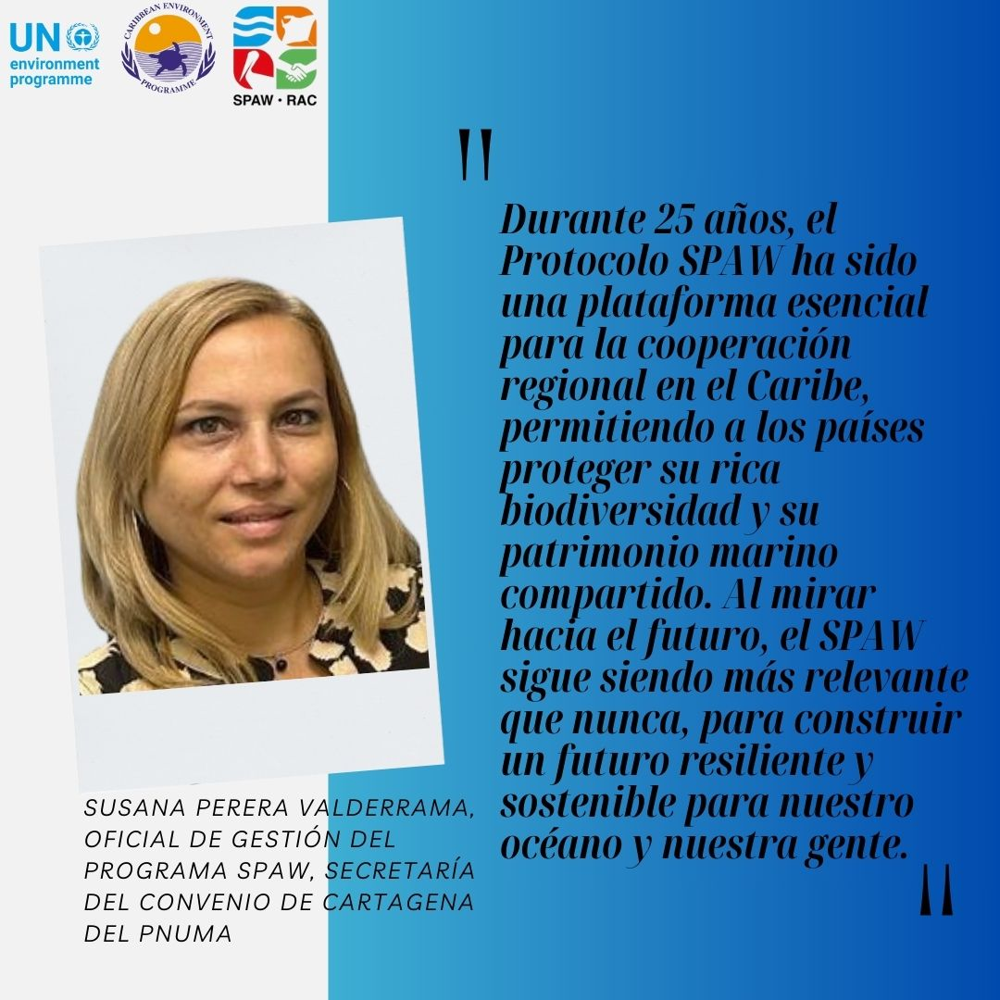 UN
environment
programme
CARIBBEAN ENVIRONMENT
PROGRAMME
SPAW • RAC
"
Durante 25 años, el
Protocolo SPAW ha sido
una plataforma esencial
para la cooperación
regional en el Caribe,
permitiendo a los países
proteger su rica
biodiversidad y su
patrimonio marino
compartido. Al mirar
hacia el futuro, el SPAW
sigue siendo más relevante
que nunca, para construir
un futuro resiliente y
sostenible para nuestro
océano y nuestra gente.
"
SUSANA PERERA VALDERRAMA,
OFICIAL DE GESTIÓN DEL
PROGRAMA SPAW, SECRETARÍA
DEL CONVENIO DE CARTAGENA
DEL PNUMA